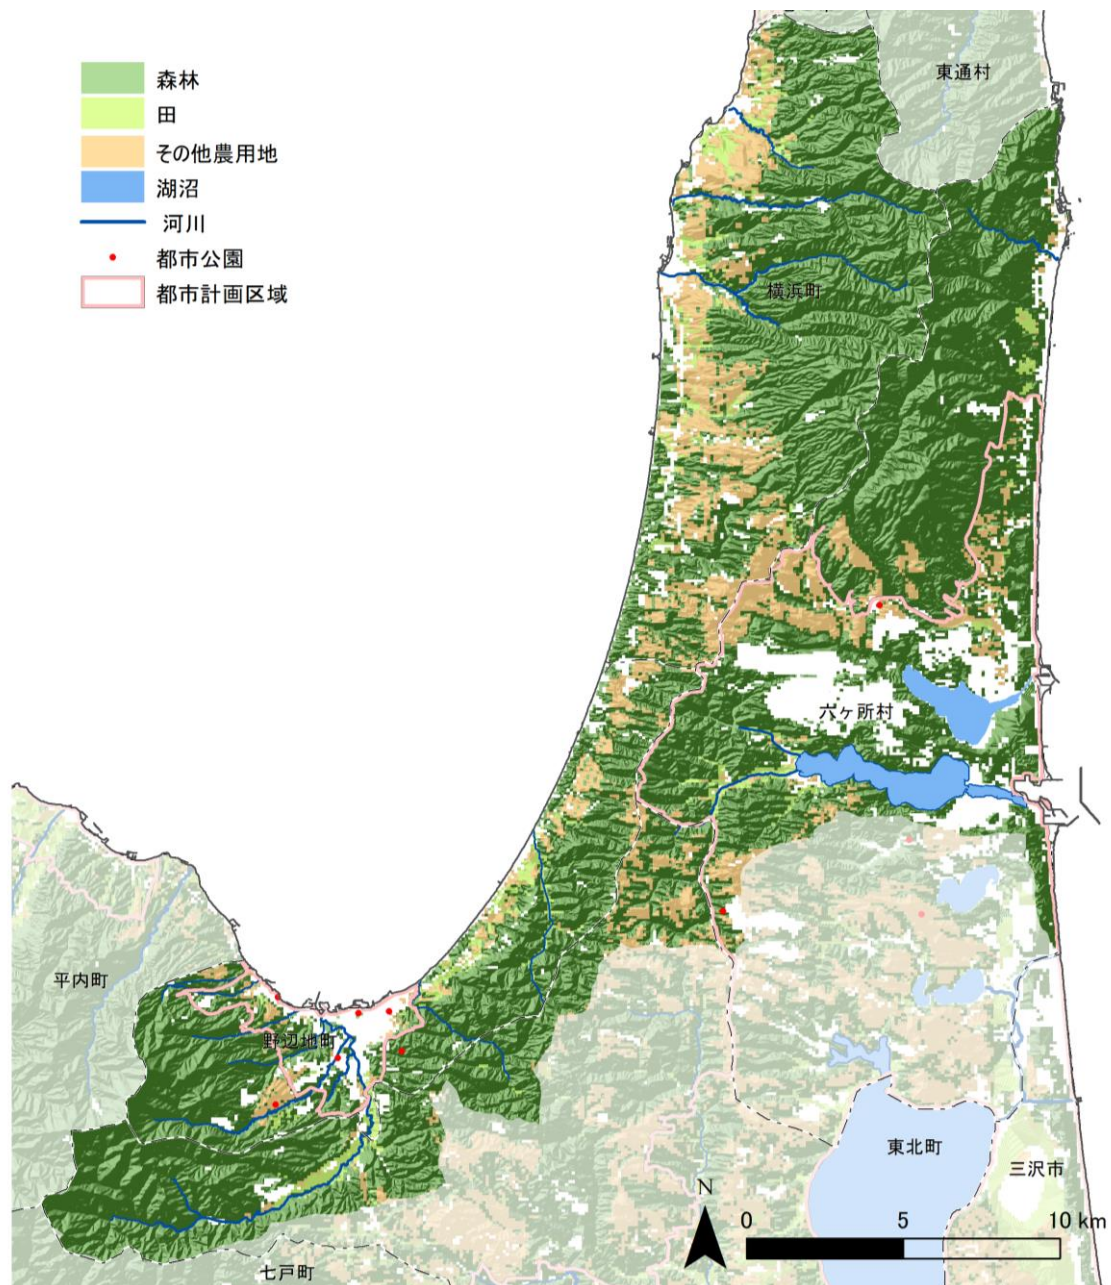 森林
田
その他農用地
湖沼
河川
都市公園
都市計画区域
東通村
横浜町
六ヶ所村
平内町
野辺地町
東北町
三沢市
七戸町
N
0 5 10 km